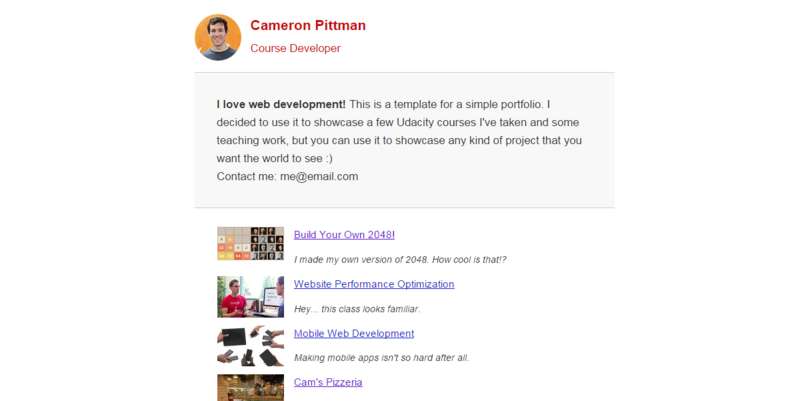 Cameron Pittman
Course Developer
I love web development! This is a template for a simple portfolio. I
decided to use it to showcase a few Udacity courses I've taken and some
teaching work, but you can use it to showcase any kind of project that you
want the world to see :)
Contact me: me@email.com
Build Your Own 2048!
I made my own version of 2048. How cool is that!?
Website Performance Optimization
Hey... this class looks familiar.
Mobile Web Development
Making mobile apps isn't so hard after all.
Cam's Pizzeria